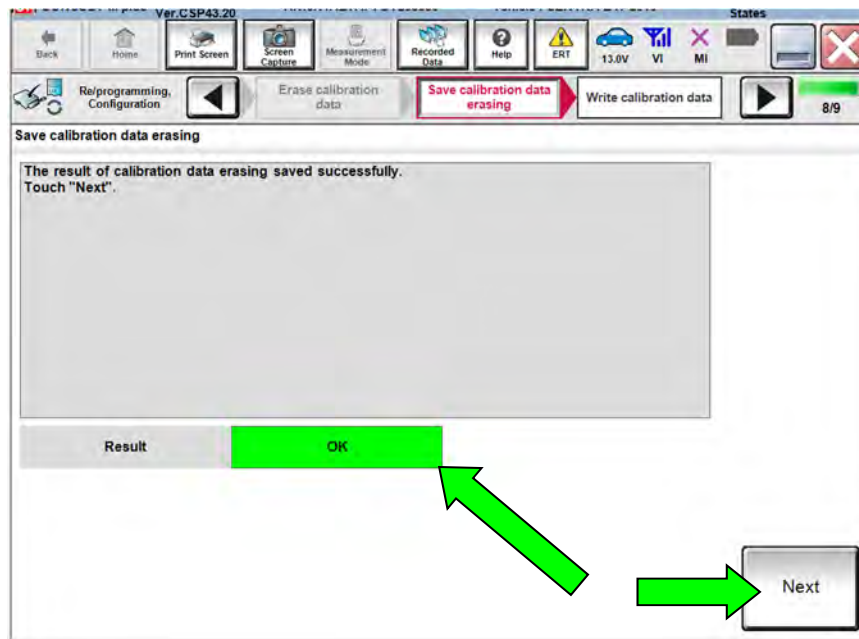 Ver.CSP43.20
States
Back
Home
Print Screen
Screen
Capture
Measurement
Mode
Recorded
Data
Help
ERT
13.0V
VI
MI
Re/programming,
Configuration
Erase calibration
data
Save calibration data
erasing
Write calibration data
8/9
Save calibration data erasing
The result of calibration data erasing saved successfully.
Touch "Next".
Result
OK
Next